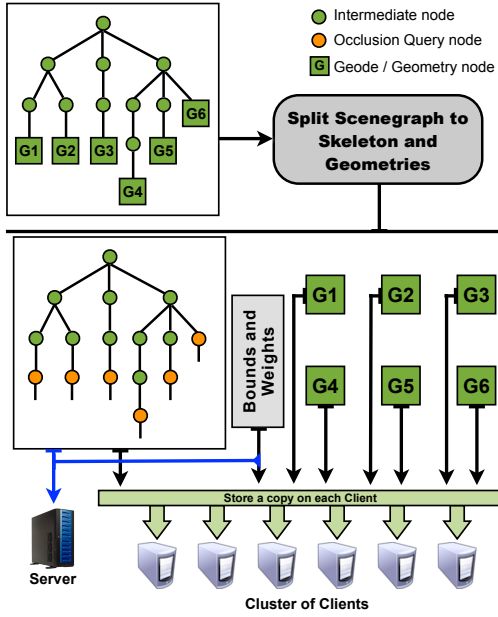 Intermediate node
Occlusion Query node
G Geode / Geometry node
G6
G1 G2 G3 G5
G4
Split Scenegraph to
Skeleton and
Geometries
Bounds and
Weights
G1 G2 G3
G4 G5 G6
Store a copy on each Client
Server
Cluster of Clients